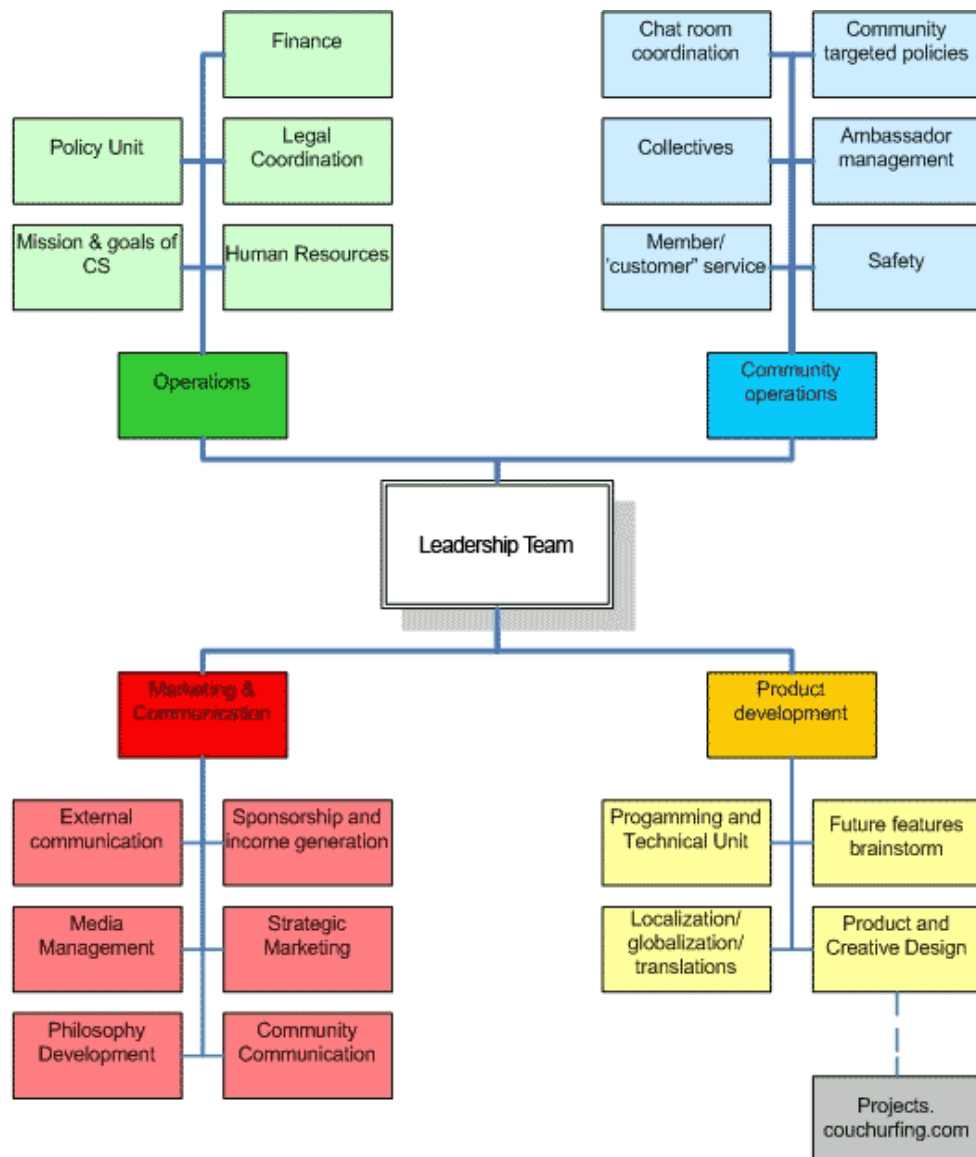 Finance
Chat room
coordination
Community
targeted policies
Policy Unit
Legal
Coordination
Collectives
Ambassador
management
Mission & goals of
CS
Human Resources
Member/
'customer" service
Safety
Operations
Community
operations
Leadership Team
Marketing &
Communication
Product
development
External
communication
Sponsorship and
income generation
Progamming and
Technical Unit
Future features
brainstorm
Media
Management
Strategic
Marketing
Localization/
globalization/
translations
Product and
Creative Design
Philosophy
Development
Community
Communication
Projects.
couchurfing.com